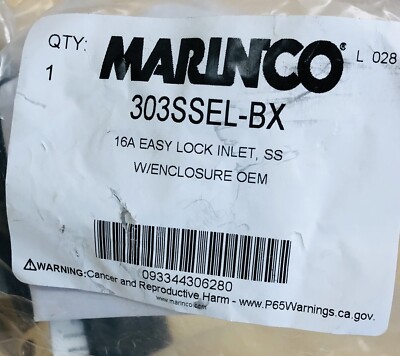 QTY: MARINCO® L 028
1
303SSEL-BX
16A EASY LOCK INLET, SS
W/ENCLOSURE OEM
093344306280
⚠WARNING: Cancer and Reproductive Harm - www.P65Warnings.ca.gov.
www.marinco.com